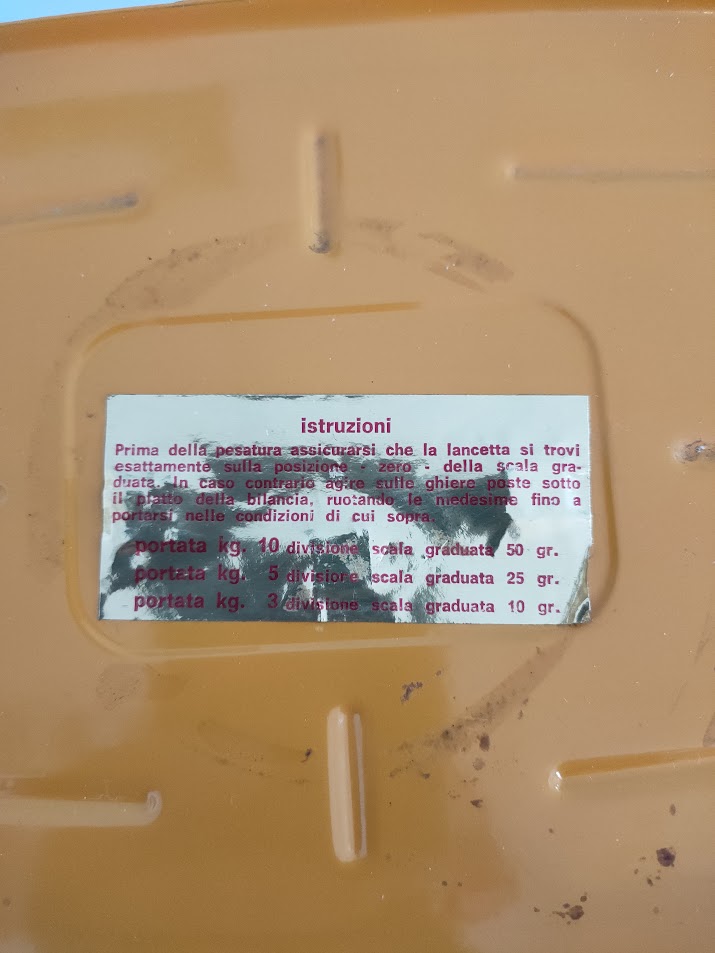 istruzioni
Prima della pesatura assicurarsi che la lancetta si trovi
esattamente sulla posizione - zero - della scala gra-
duata. In caso contrario agire sulle ghiere poste sotto
il piatto della bilancia, ruotando le medesime fino a
portarsi nelle condizioni di cui sopra.
portata kg. 10 divisione scala graduata 50 gr.
portata kg. 5 divisione scala graduata 25 gr.
portata kg. 3 divisione scala graduata 10 gr.